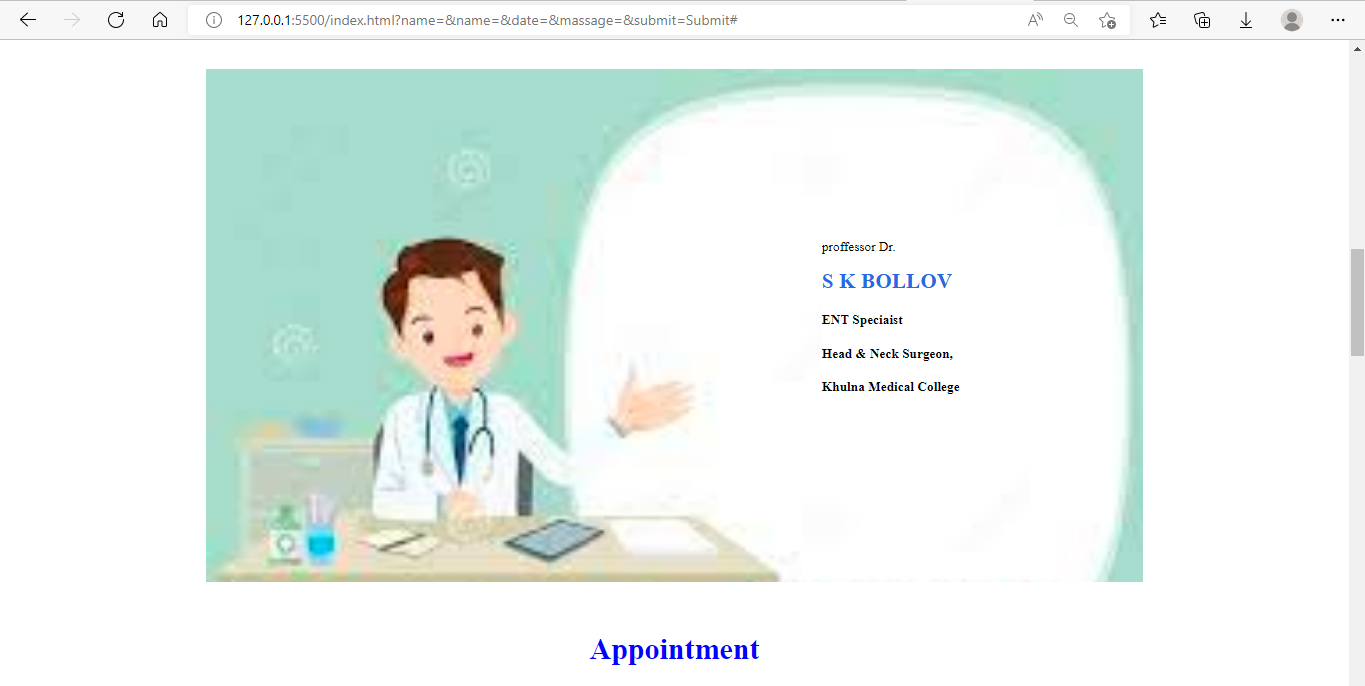 127.0.0.1:5500/index.html?name=&name=&date=&massage=&submit=Submit#
proffessor Dr.
S K BOLLOV
ENT Speciaist
Head & Neck Surgeon,
Khulna Medical College
Appointment